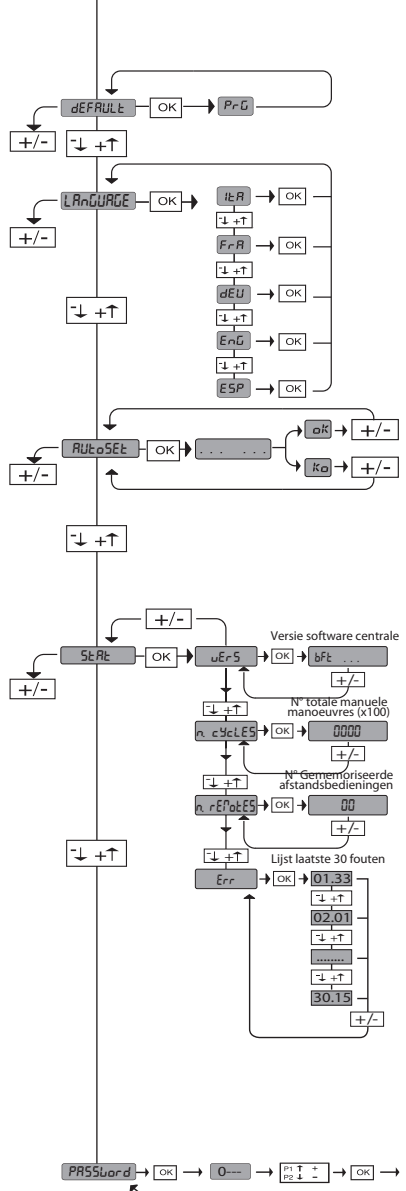 dEFAULt OK PrG
+/- -↓ +↑
LAnGUAGE OK ItA OK
+/- -↓ +↑
FrA OK
-↓ +↑
-↓ +↑ dEU OK
-↓ +↑
EnG OK
-↓ +↑
ESP OK
AUtoSEt OK ... ... oK +/-
+/- Ko +/-
-↓ +↑
+/-
Versie software centrale
StAt OK vErS OK bFt ...
+/- +/-
-↓ +↑
N° totale manuele
manoeuvres (x100)
n. cYcLES OK 0000
+/-
-↓ +↑
N° Gememoriseerde
afstandsbedieningen
n. rEMotES OK 00
+/-
-↓ +↑ -↓ +↑
Lijst laatste 30 fouten
Err OK 01.33
-↓ +↑
02.01
-↓ +↑
........
-↓ +↑
30.15
+/-
PASSword OK 0--- P1 ↑ + OK
P2 ↓ -